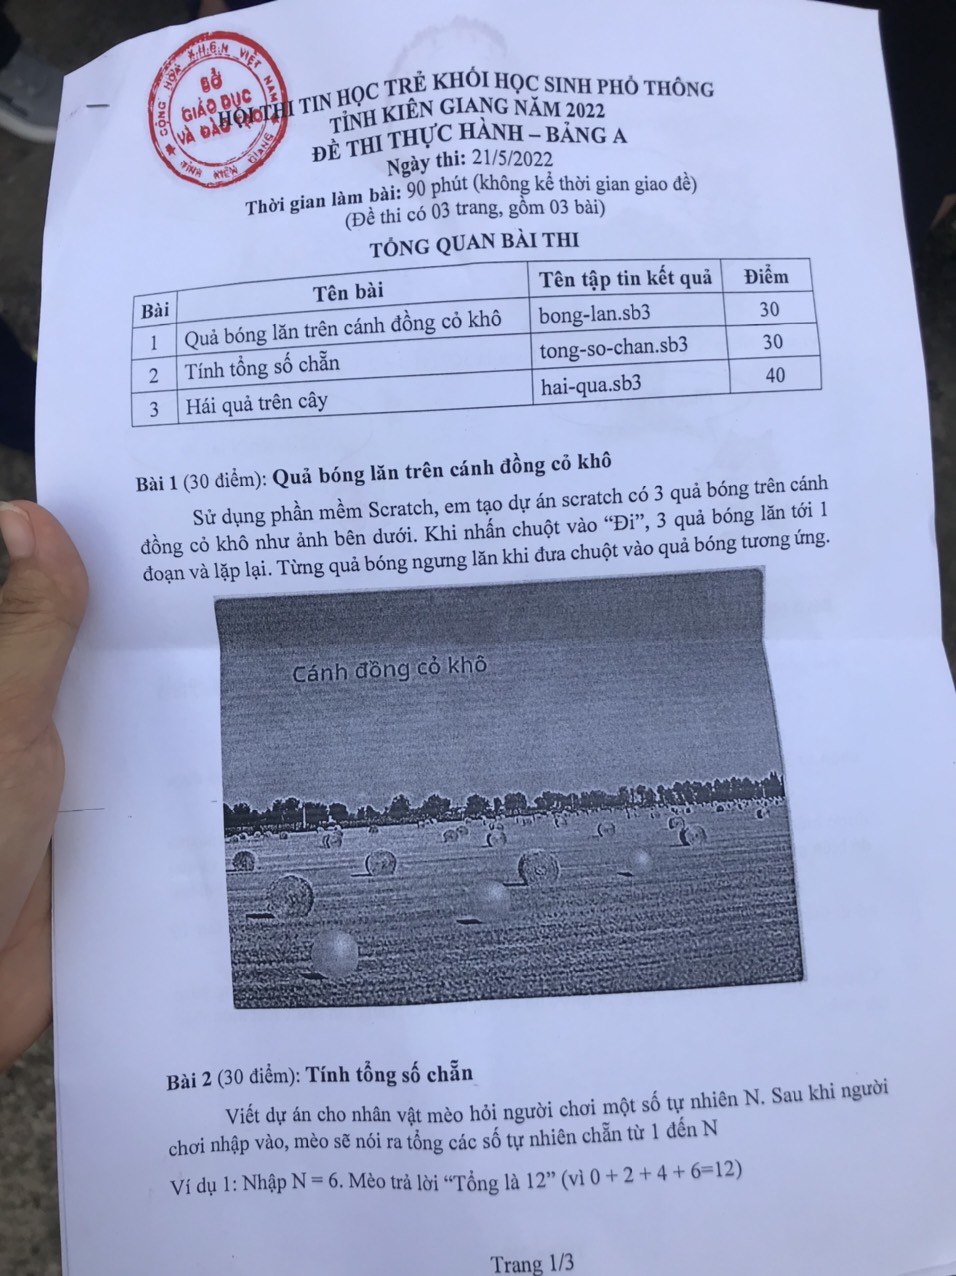 CỘNG HÒA X.H.C.N VIỆT NAM
SỞ
GIÁO DỤC
VÀ ĐÀO TẠO
TỈNH KIÊN GIANG
HỘI THI TIN HỌC TRẺ KHỐI HỌC SINH PHỔ THÔNG
TỈNH KIÊN GIANG NĂM 2022
ĐỀ THI THỰC HÀNH – BẢNG A
Ngày thi: 21/5/2022
Thời gian làm bài: 90 phút (không kể thời gian giao đề)
(Đề thi có 03 trang, gồm 03 bài)
TỔNG QUAN BÀI THI
Bài Tên bài Tên tập tin kết quả Điểm
1 Quả bóng lăn trên cánh đồng cỏ khô bong-lan.sb3 30
2 Tính tổng số chẵn tong-so-chan.sb3 30
3 Hái quả trên cây hai-qua.sb3 40
Bài 1 (30 điểm): Quả bóng lăn trên cánh đồng cỏ khô
Sử dụng phần mềm Scratch, em tạo dự án scratch có 3 quả bóng trên cánh
đồng cỏ khô như ảnh bên dưới. Khi nhấn chuột vào “Đi”, 3 quả bóng lăn tới 1
đoạn và lặp lại. Từng quả bóng ngưng lăn khi đưa chuột vào quả bóng tương ứng.
Cánh đồng cỏ khô
Bài 2 (30 điểm): Tính tổng số chẵn
Viết dự án cho nhân vật mèo hỏi người chơi một số tự nhiên N. Sau khi người
chơi nhập vào, mèo sẽ nói ra tổng các số tự nhiên chẵn từ 1 đến N
Ví dụ 1: Nhập N = 6. Mèo trả lời “Tổng là 12” (vì 0 + 2 + 4 + 6=12)
Trang 1/3